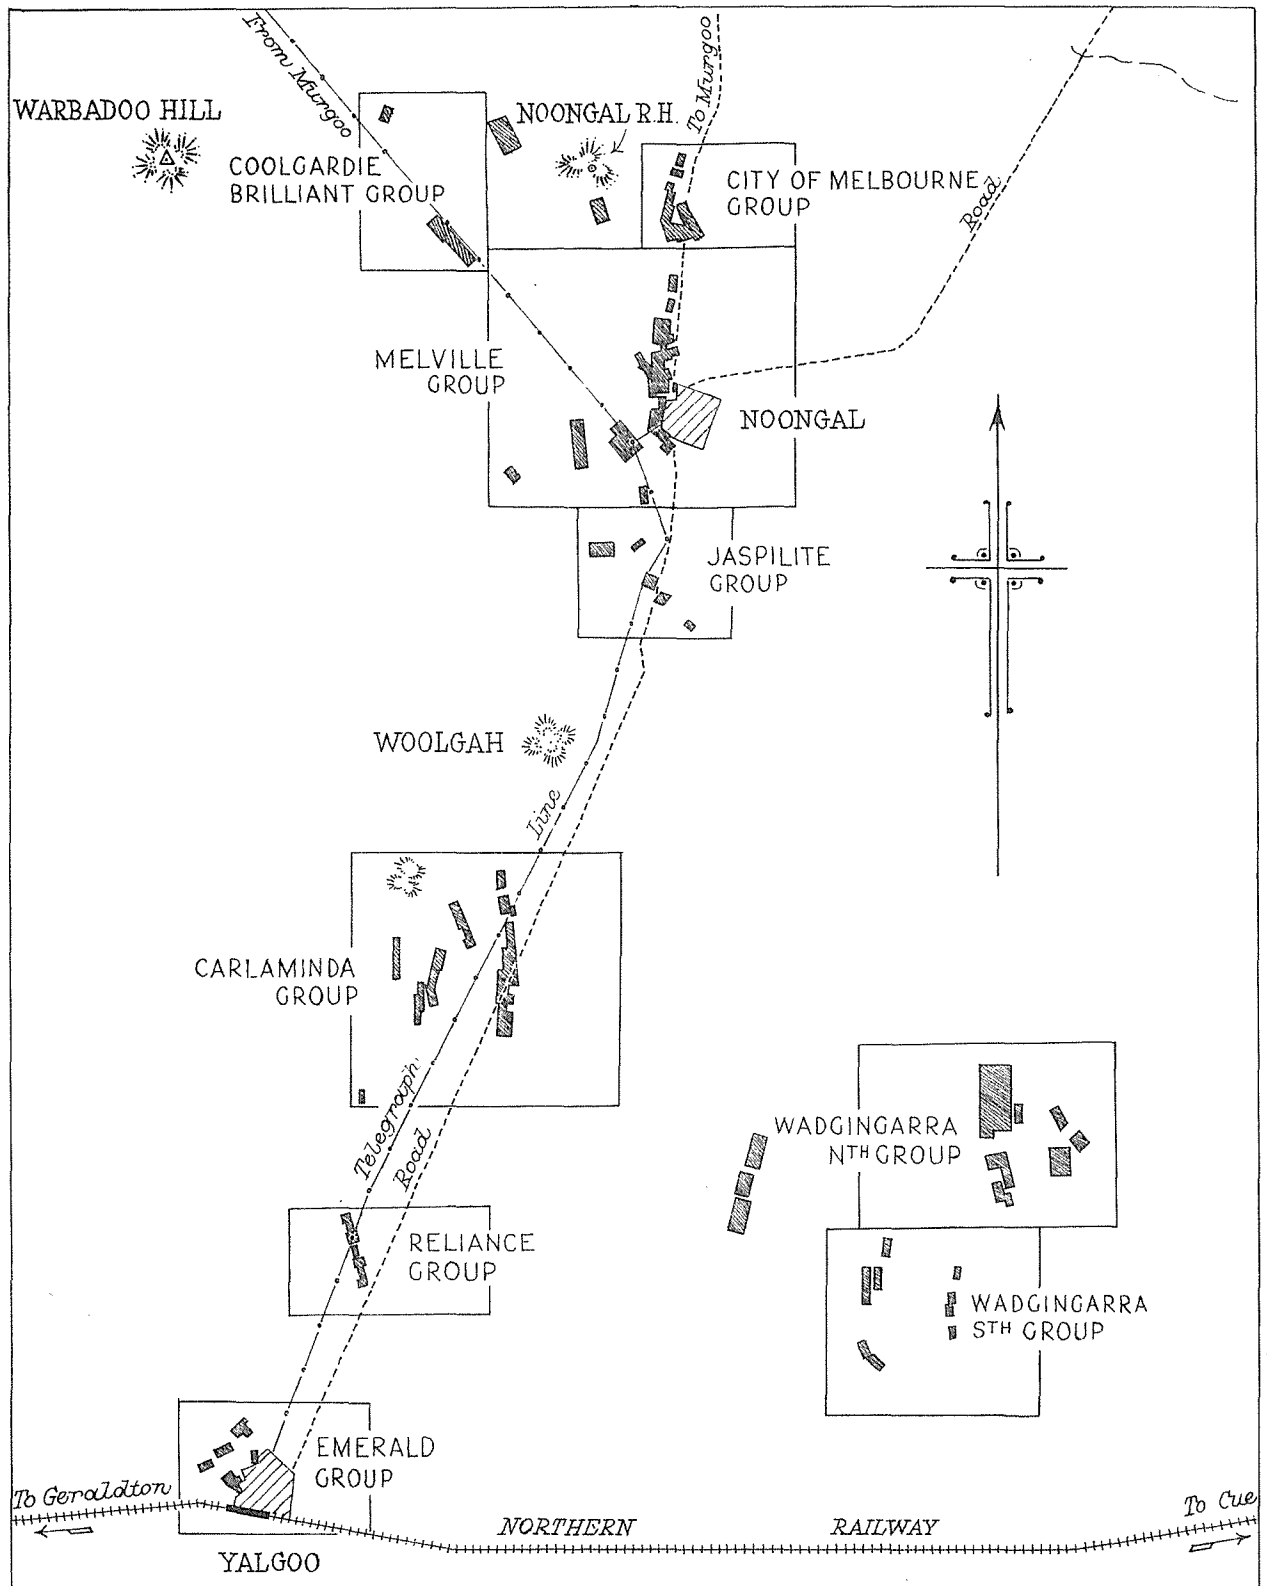 From Murgoo
To Murgoo
WARBADOO HILL
NOONGAL R.H.
COOLGARDIE
BRILLIANT GROUP
CITY OF MELBOURNE
GROUP
Road
MELVILLE
GROUP
NOONGAL
JASPILITE
GROUP
WOOLGAH
Line
CARLAMINDA
GROUP
Telegraph
Road
WADGINGARRA
NTH GROUP
RELIANCE
GROUP
WADGINGARRA
STH GROUP
EMERALD
GROUP
To Geraldton
NORTHERN RAILWAY
To Cue
YALGOO